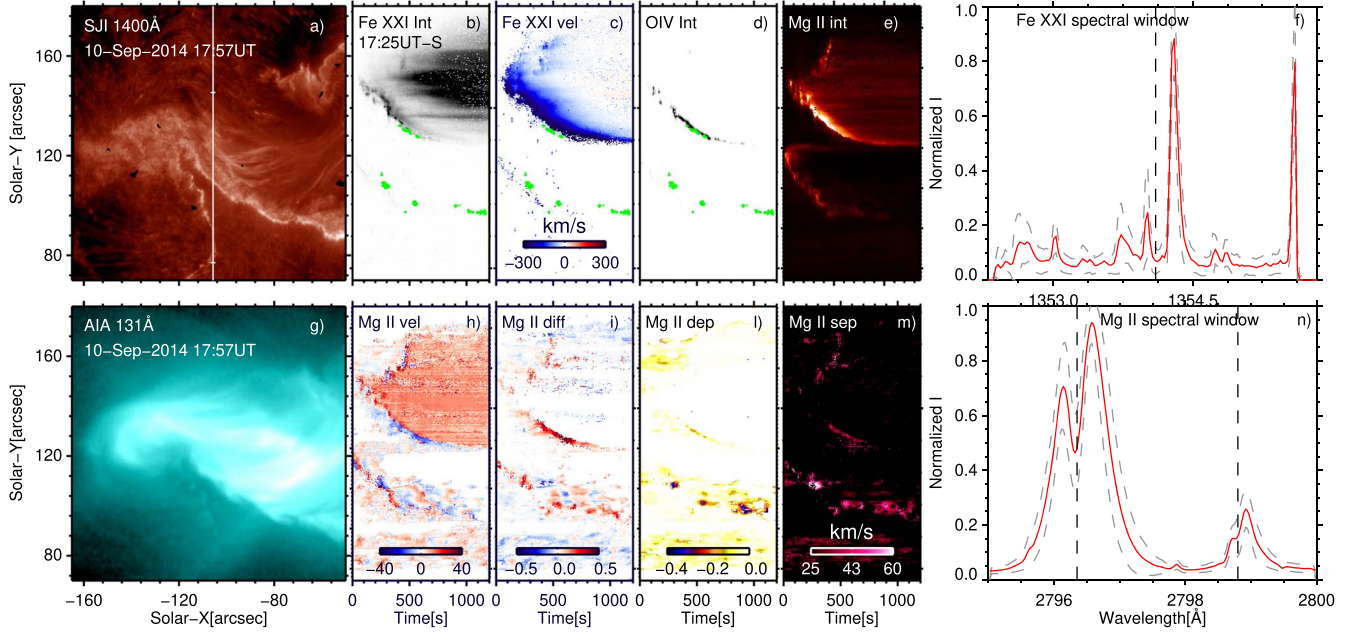 SJI 1400Å a)
10-Sep-2014 17:57UT
Fe XXI Int b)
17:25UT-S
Fe XXI vel c)
OIV Int d)
Mg II int e)
Fe XXI spectral window f)
160
120
80
Solar-Y [arcsec]
km/s
-300 0 300
1.0
0.8
0.6
0.4
0.2
0.0
Normalized I
1353.0 1354.5
AIA 131Å g)
10-Sep-2014 17:57UT
Mg II vel h)
Mg II diff i)
Mg II dep l)
Mg II sep m)
Mg II spectral window n)
160
120
80
Solar-Y[arcsec]
-40 0 40
-0.5 0.0 0.5
-0.4 -0.2 0.0
km/s
25 43 60
1.0
0.8
0.6
0.4
0.2
0.0
Normalized I
-160 -120 -80
0 500 1000
0 500 1000
0 500 1000
0 500 1000
2796 2798 2800
Solar-X[arcsec]
Time[s]
Time[s]
Time[s]
Time[s]
Wavelength[Å]